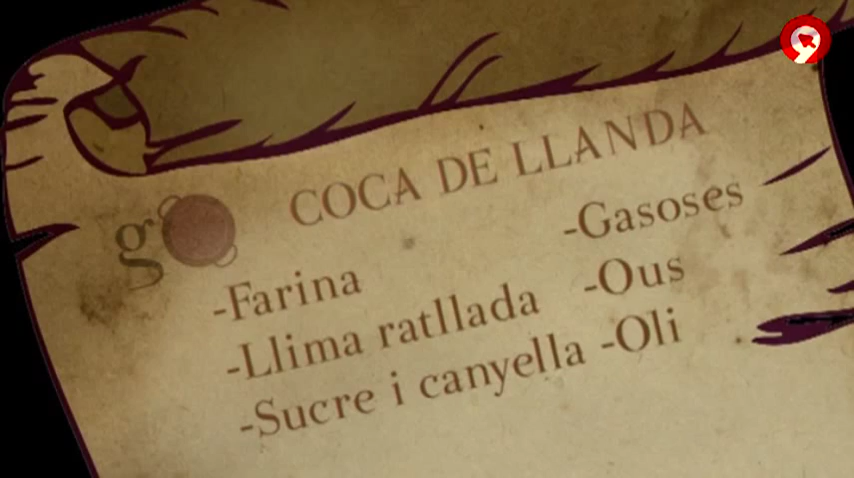 COCA DE LLANDA
-Farina
-Llima ratllada
-Sucre i canyella
-Gasoses
-Ous
-Oli